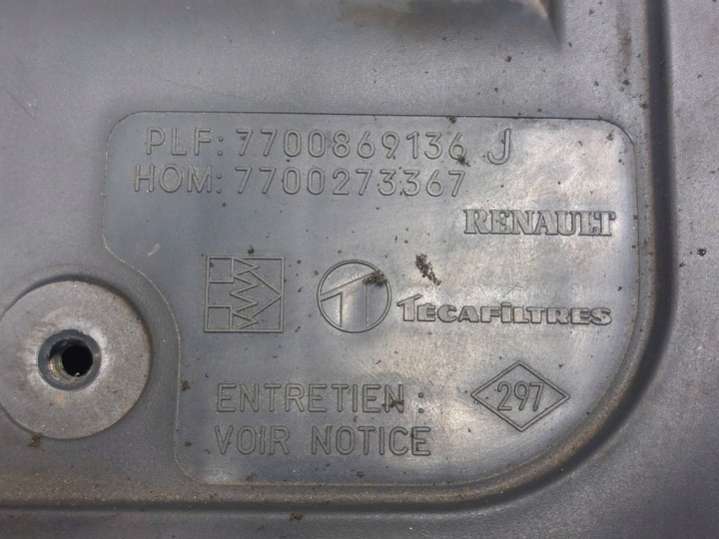 PLF: 7700869136 J
HOM: 7700273367
RENAULT
TECAFILTRES
ENTRETIEN :
297
VOIR NOTICE